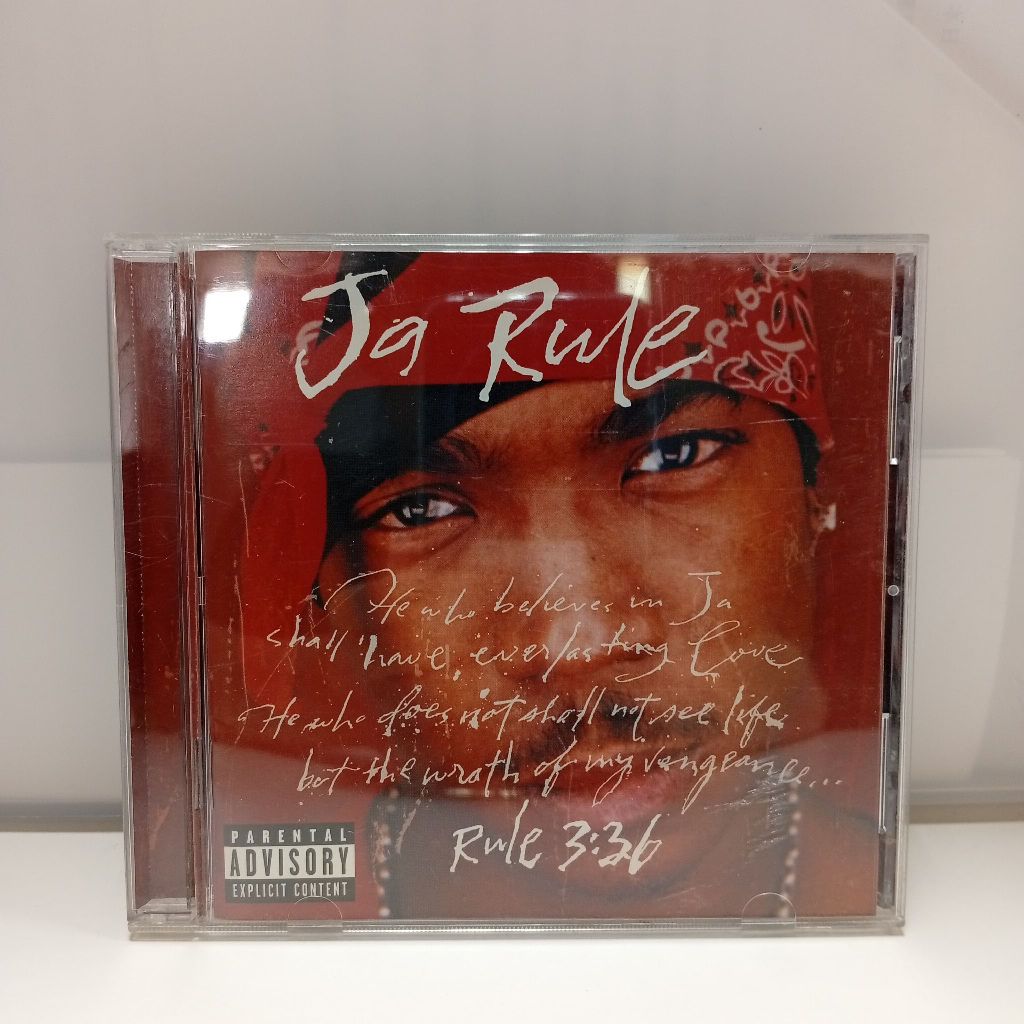 Ja Rule
He who believes in Ja
shall have everlasting Love
He who does not shall not see life
but the wrath of my vengeance...
Rule 3:36
PARENTAL
ADVISORY
EXPLICIT CONTENT